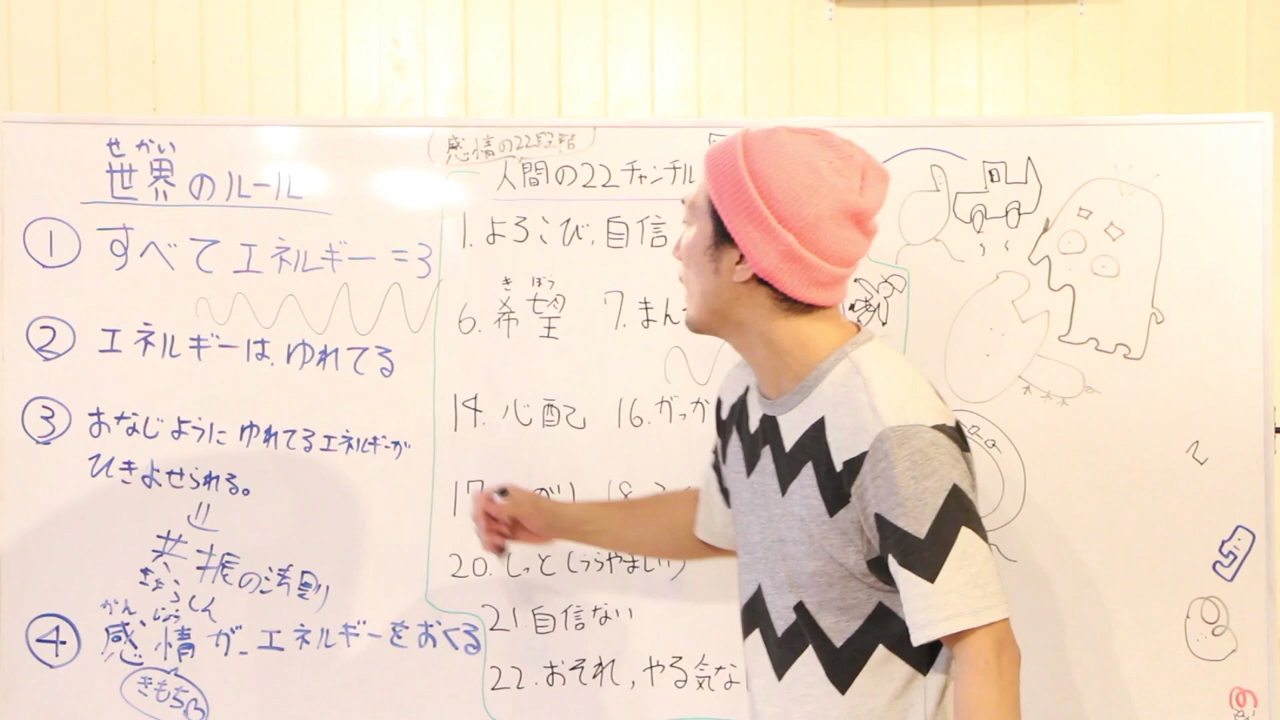 せかい
世界のルール
① すべてエネルギー=3
② エネルギーは、ゆれてる
③ おなじように ゆれてるエネルギーが
ひきよせられる。
=
共振の法則
きょうしん
かん じょう
④ 感情が、エネルギーをおくる
きもち
感情の22段階
人間の22チャンネル
1. よろこび、自信
きぼう
6. 希望 7. まん
14. 心配 16. がっか
17. 18.
20. しっと(うらやましい)
21 自信ない
22. おそれ, やる気な